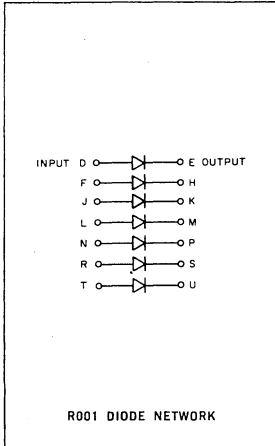 INPUT D E OUTPUT
F H
J K
L M
N P
R S
T U
R001 DIODE NETWORK